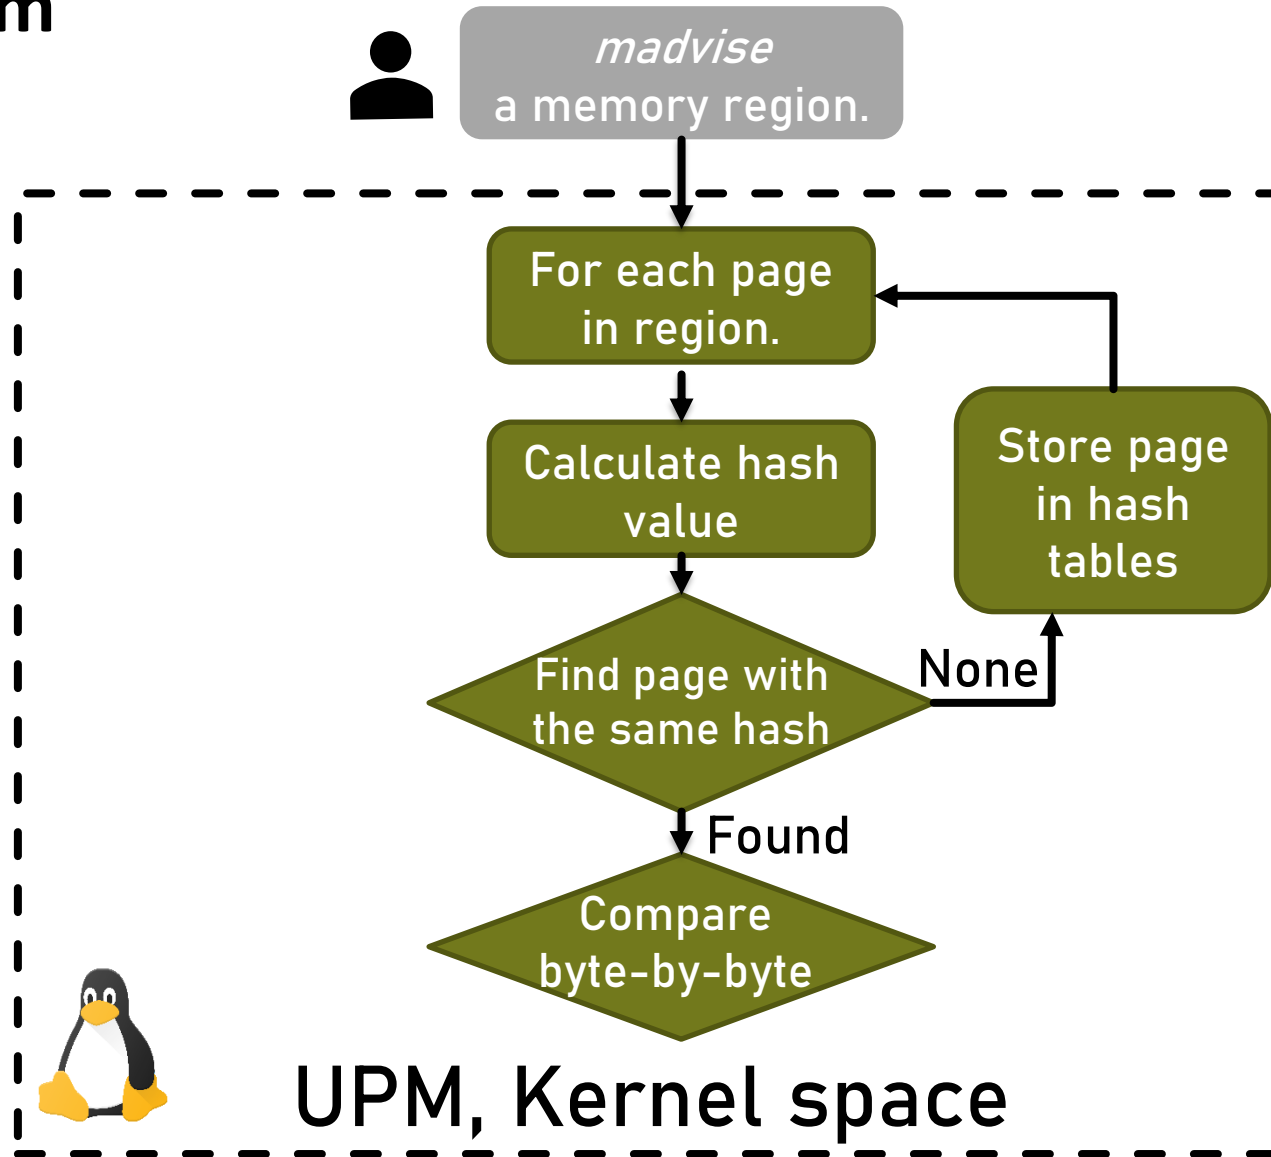 m
madvise
a memory region.
For each page
in region.
Calculate hash
value
Store page
in hash
tables
Find page with
the same hash
None
Found
Compare
byte-by-byte
UPM, Kernel space